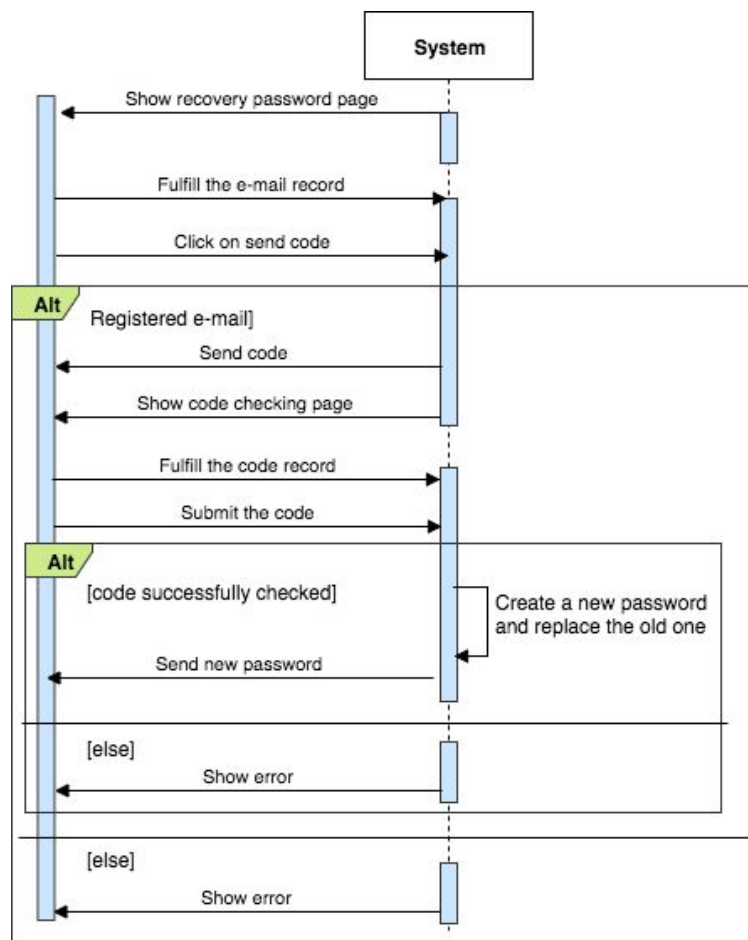 System
Show recovery password page
Fulfill the e-mail record
Click on send code
Alt
Registered e-mail]
Send code
Show code checking page
Fulfill the code record
Submit the code
Alt
[code successfully checked]
Create a new password
and replace the old one
Send new password
[else]
Show error
[else]
Show error